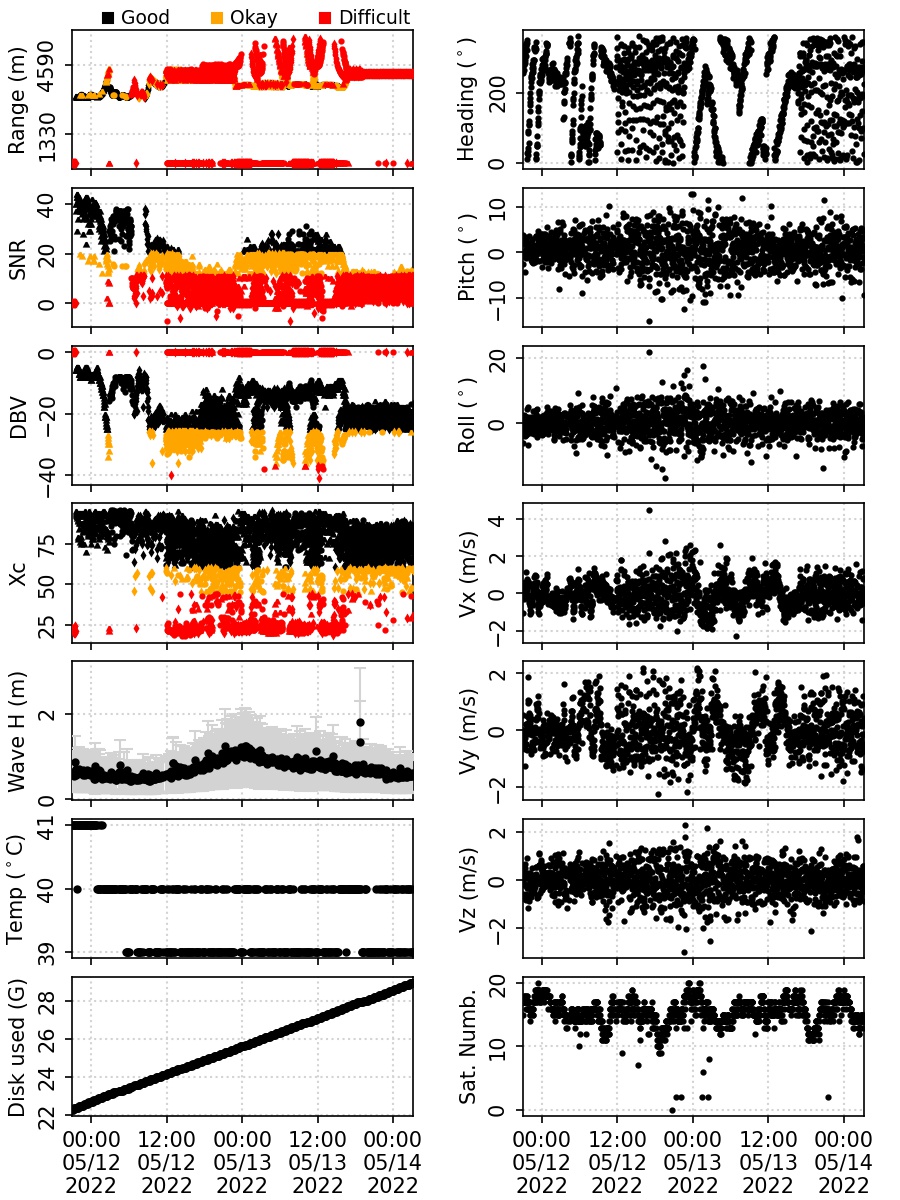 Good Okay Difficult
Range (m)
4590
1330
Heading (°)
200
0
SNR
40
20
0
Pitch (°)
10
0
−10
DBV
0
−20
−40
Roll (°)
20
0
Xc
75
50
25
Vx (m/s)
4
2
0
−2
Wave H (m)
2
0
Vy (m/s)
2
0
−2
Temp (°C)
41
40
39
Vz (m/s)
2
0
−2
Disk used (G)
28
26
24
22
Sat. Numb.
20
10
0
00:00 12:00 00:00 12:00 00:00
05/12 05/12 05/13 05/13 05/14
2022 2022 2022 2022 2022
00:00 12:00 00:00 12:00 00:00
05/12 05/12 05/13 05/13 05/14
2022 2022 2022 2022 2022